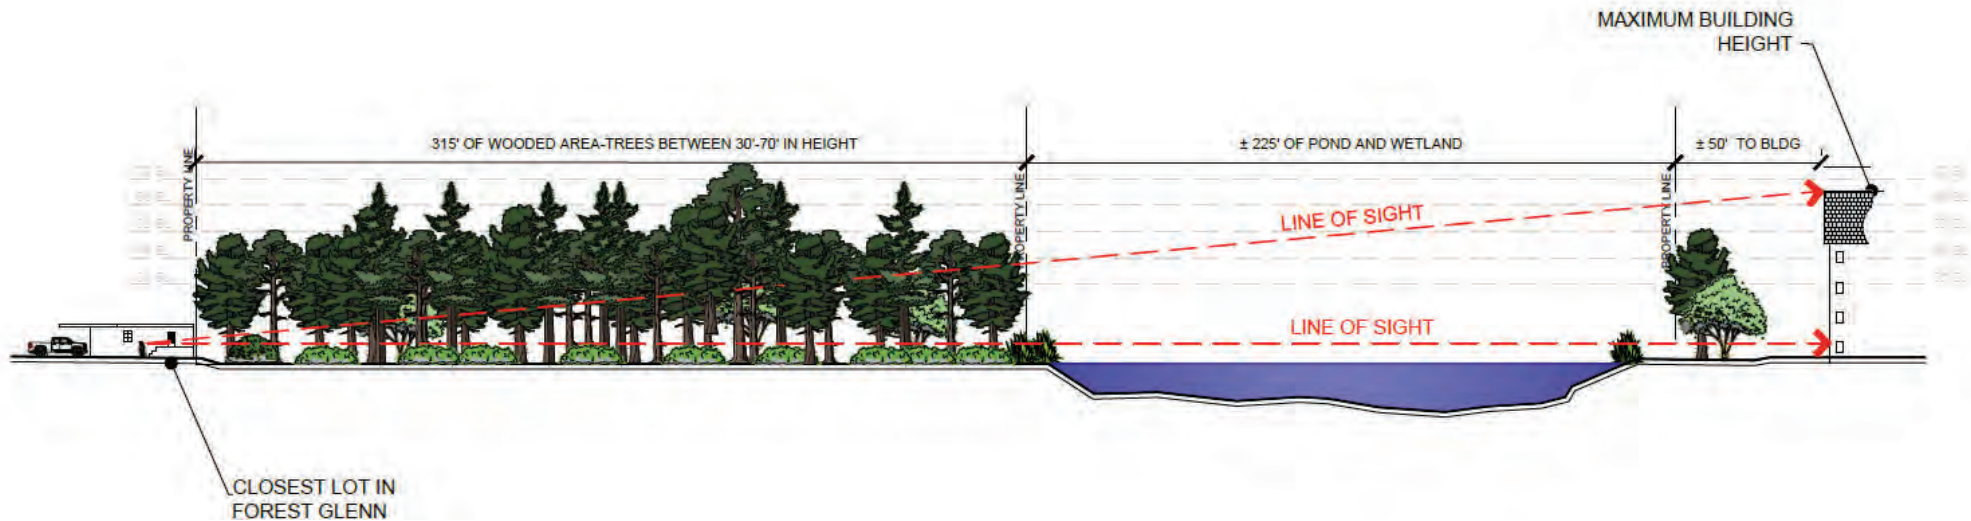 MAXIMUM BUILDING
HEIGHT
315' OF WOODED AREA-TREES BETWEEN 30'-70' IN HEIGHT
± 225' OF POND AND WETLAND
± 50' TO BLDG
PROPERTY LINE
PROPERTY LINE
PROPERTY LINE
LINE OF SIGHT
LINE OF SIGHT
CLOSEST LOT IN
FOREST GLENN